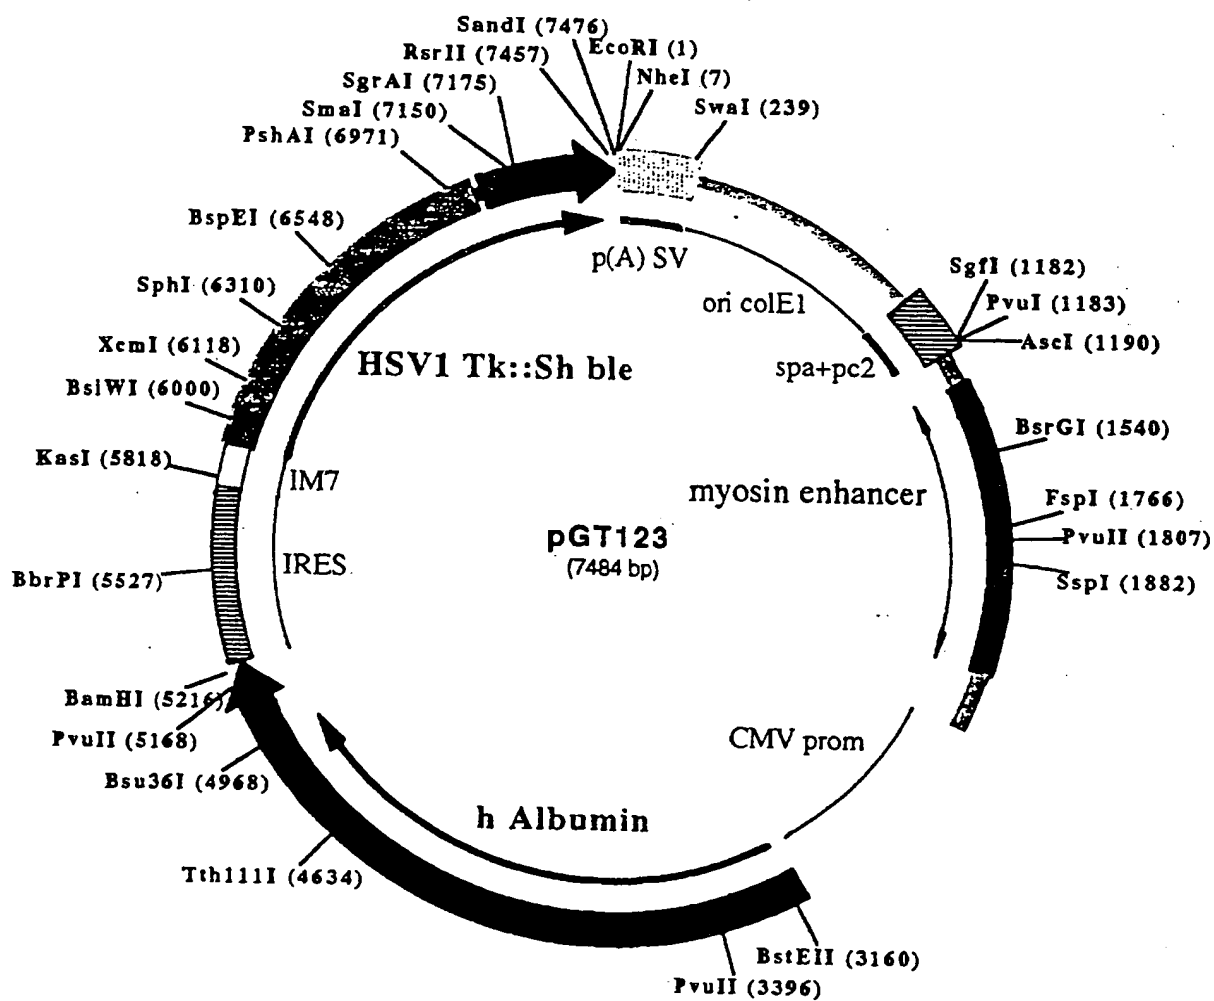 SandI (7476)
EcoRI (1)
RsrII (7457)
NheI (7)
SgrAI (7175)
SwaI (239)
SmaI (7150)
PshAI (6971)
BspEI (6548)
p(A) SV
SgfI (1182)
SphI (6310)
ori colE1
PvuI (1183)
XcmI (6118)
AscI (1190)
HSV1 Tk::Sh ble
spa+pc2
BsiWI (6000)
BsrGI (1540)
KasI (5818)
IM7
myosin enhancer
FspI (1766)
pGT123
PvuII (1807)
(7484 bp)
IRES
BbrPI (5527)
SspI (1882)
BamHI (5216)
PvuII (5168)
CMV prom
Bsu36I (4968)
h Albumin
Tth111I (4634)
BstEII (3160)
PvuII (3396)